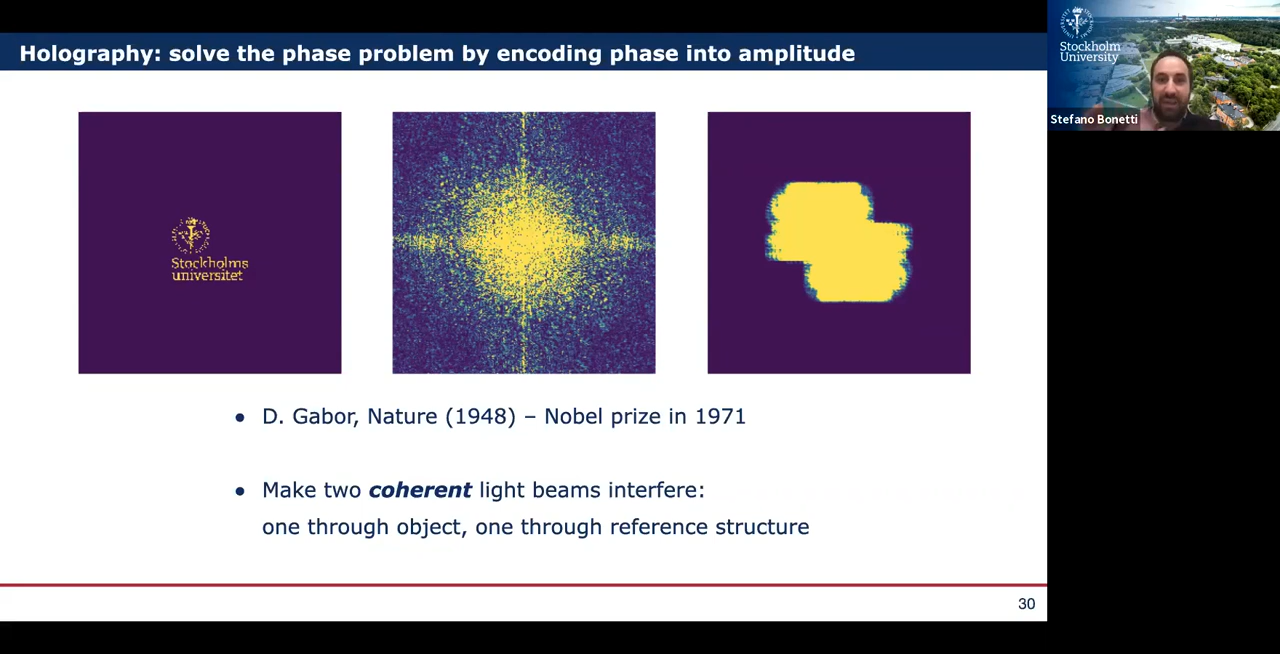 Holography: solve the phase problem by encoding phase into amplitude
Stockholm
University
Stefano Bonetti
Stockholms
universitet
● D. Gabor, Nature (1948) – Nobel prize in 1971
● Make two coherent light beams interfere:
one through object, one through reference structure
30